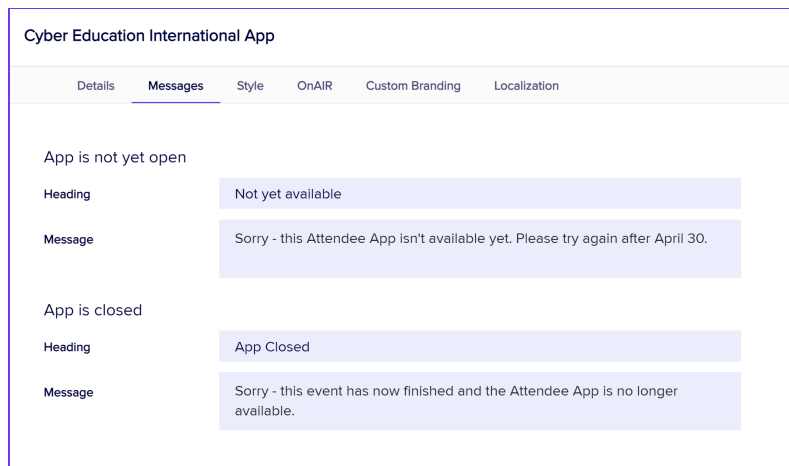 Cyber Education International App
Details Messages Style OnAIR Custom Branding Localization
App is not yet open
Heading Not yet available
Message Sorry - this Attendee App isn't available yet. Please try again after April 30.
App is closed
Heading App Closed
Message Sorry - this event has now finished and the Attendee App is no longer
available.